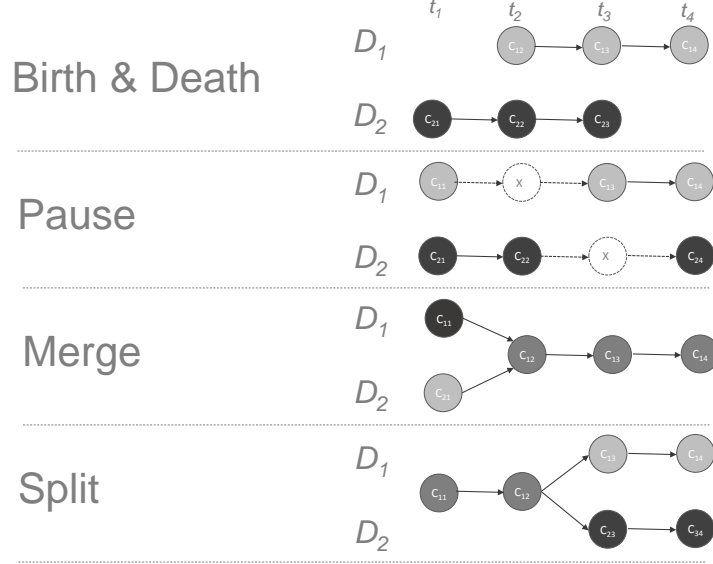 t1 t2 t3 t4
Birth & Death
D1 C12 C13 C14
D2 C21 C22 C23
Pause
D1 C11 X C13 C14
D2 C21 C22 X C24
Merge
D1 C11
C12 C13 C14
D2 C21
Split
D1 C13 C14
C11 C12
D2 C23 C34